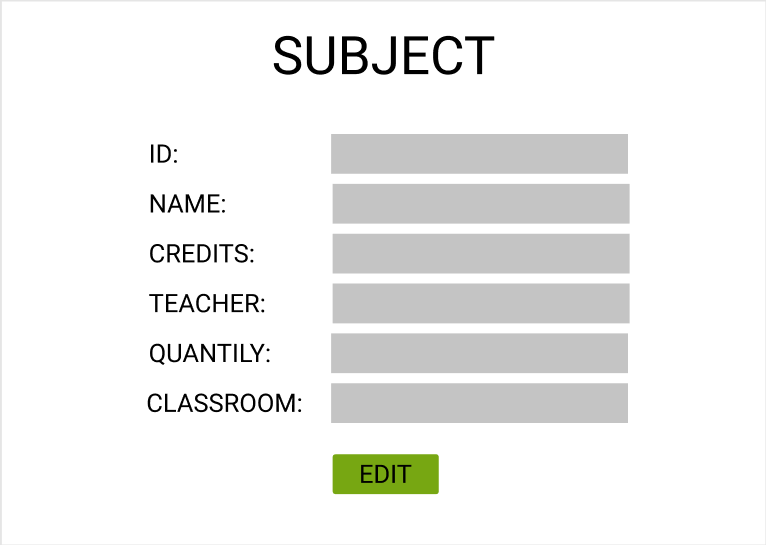 SUBJECT
ID:
NAME:
CREDITS:
TEACHER:
QUANTILY:
CLASSROOM:
EDIT